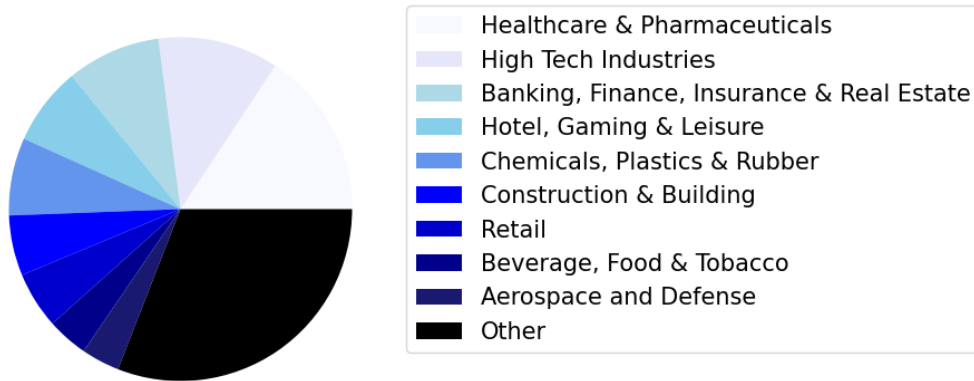 Healthcare & Pharmaceuticals
High Tech Industries
Banking, Finance, Insurance & Real Estate
Hotel, Gaming & Leisure
Chemicals, Plastics & Rubber
Construction & Building
Retail
Beverage, Food & Tobacco
Aerospace and Defense
Other